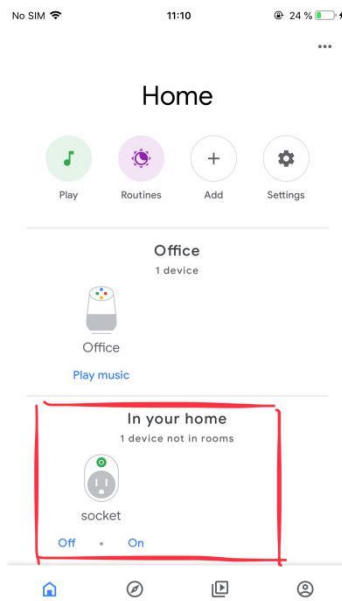 No SIM 11:10 24 %
Home
Play Routines Add Settings
Office
1 device
Office
Play music
In your home
1 device not in rooms
socket
Off • On